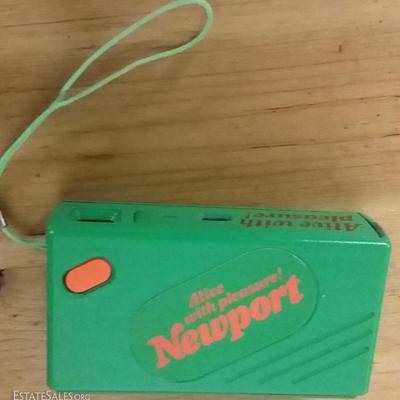 Alive with
pleasure!
Alive
with pleasure!
Newport
ESTATESALES.ORG